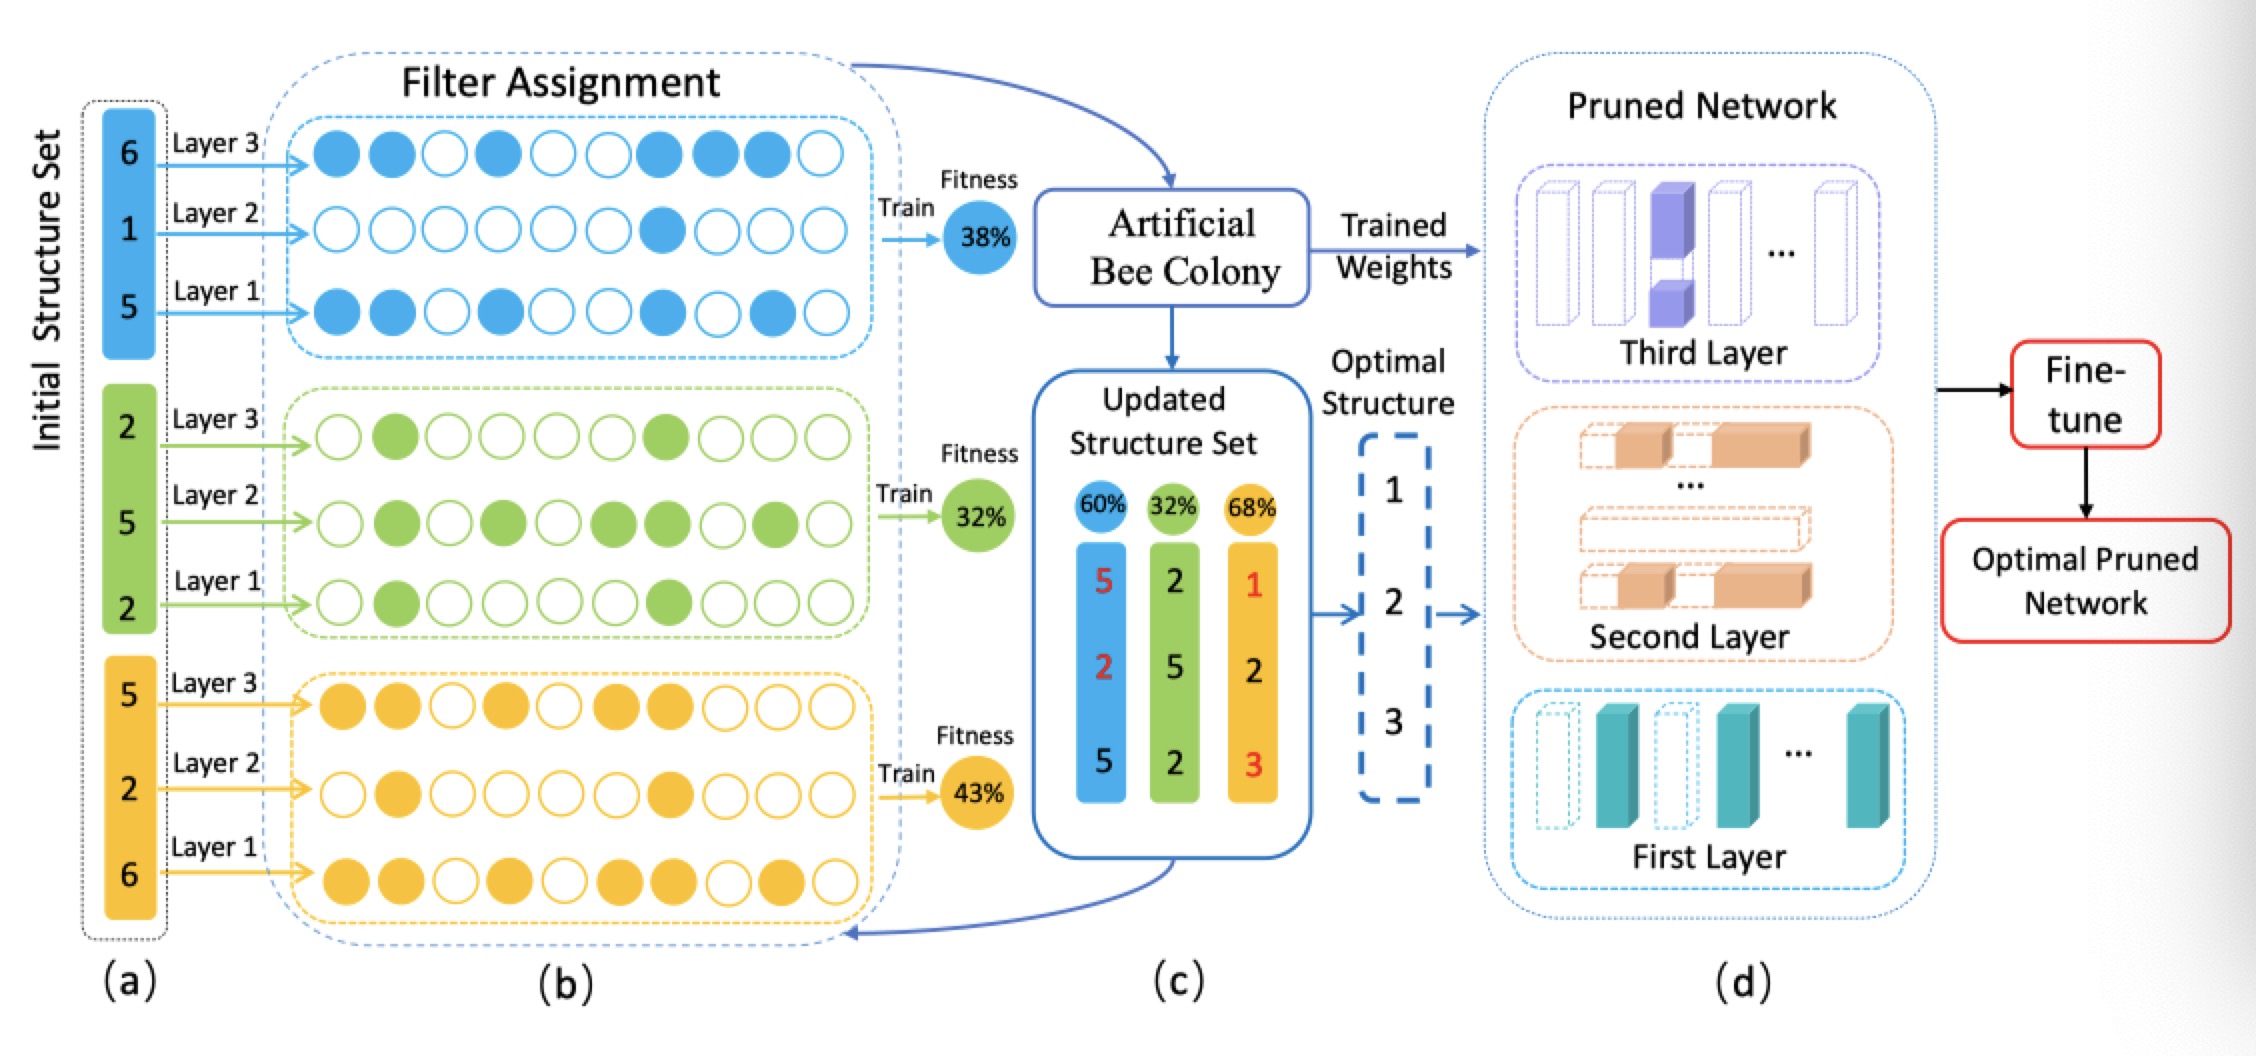 Initial Structure Set
6
1
5
2
5
2
5
2
6
(a)
Filter Assignment
Layer 3
Layer 2
Layer 1
Layer 3
Layer 2
Layer 1
Layer 3
Layer 2
Layer 1
(b)
Train
Fitness
38%
Train
Fitness
32%
Train
Fitness
43%
Artificial
Bee Colony
Updated
Structure Set
60% 32% 68%
5 2 1
2 5 2
5 2 3
(c)
Trained
Weights
Optimal
Structure
1
2
3
Pruned Network
...
Third Layer
...
Second Layer
...
First Layer
(d)
Fine-
tune
Optimal Pruned
Network